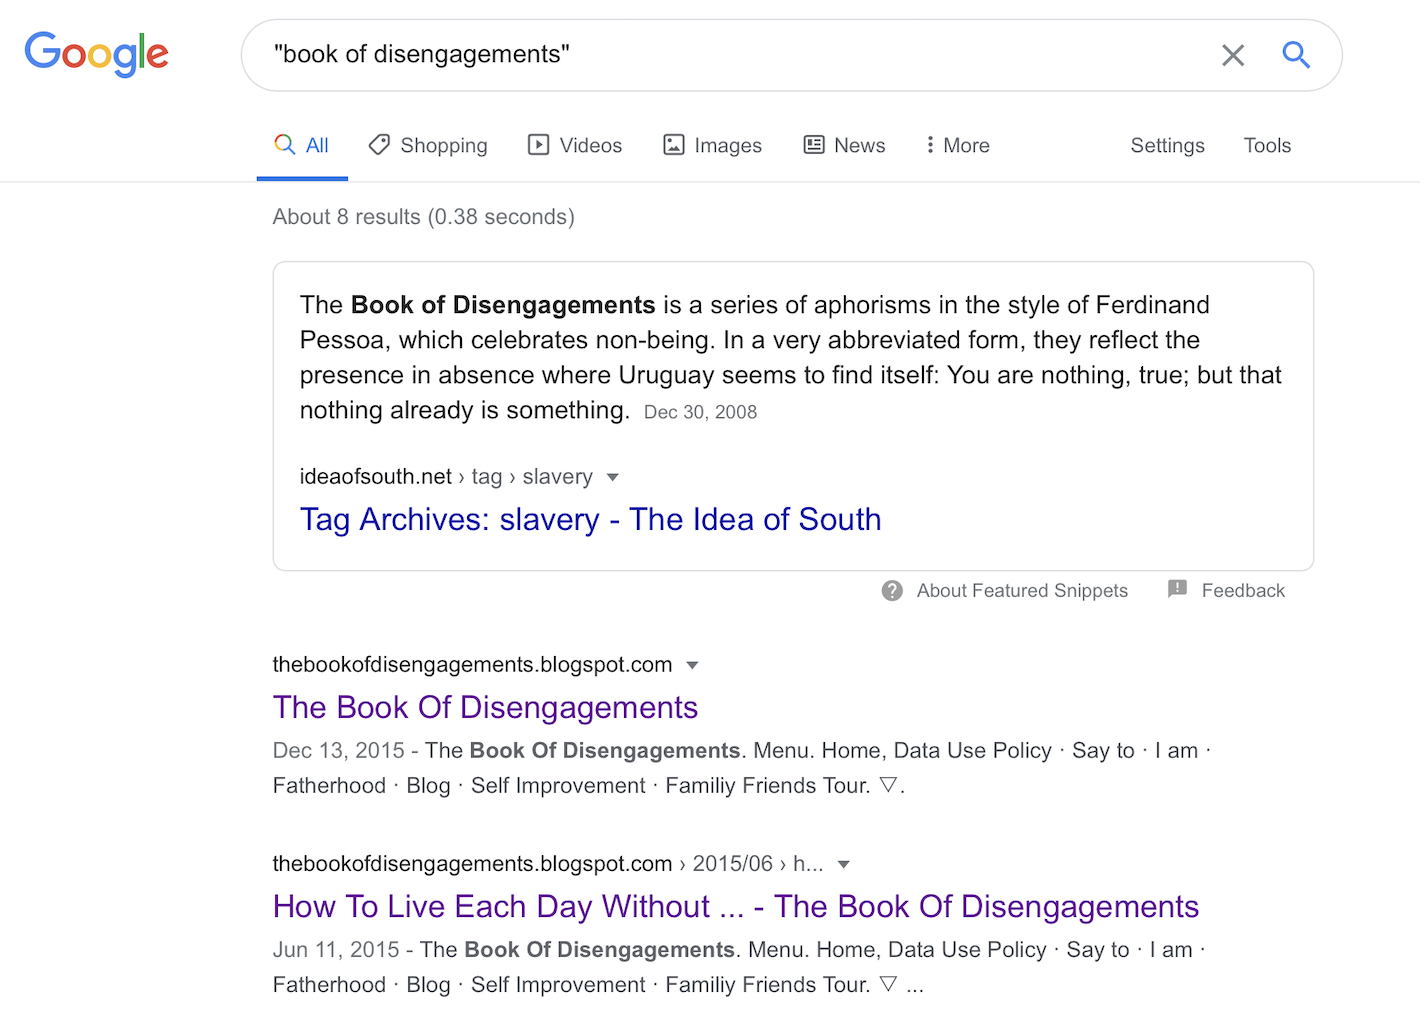 Google
"book of disengagements"
All Shopping Videos Images News More Settings Tools
About 8 results (0.38 seconds)
The Book of Disengagements is a series of aphorisms in the style of Ferdinand
Pessoa, which celebrates non-being. In a very abbreviated form, they reflect the
presence in absence where Uruguay seems to find itself: You are nothing, true; but that
nothing already is something. Dec 30, 2008
ideaofsouth.net › tag › slavery
Tag Archives: slavery - The Idea of South
About Featured Snippets Feedback
thebookofdisengagements.blogspot.com
The Book Of Disengagements
Dec 13, 2015 - The Book Of Disengagements. Menu. Home, Data Use Policy · Say to · I am ·
Fatherhood · Blog · Self Improvement · Familiy Friends Tour. ▽.
thebookofdisengagements.blogspot.com › 2015/06 › h...
How To Live Each Day Without ... - The Book Of Disengagements
Jun 11, 2015 - The Book Of Disengagements. Menu. Home, Data Use Policy · Say to · I am ·
Fatherhood · Blog · Self Improvement · Familiy Friends Tour. ▽ ...